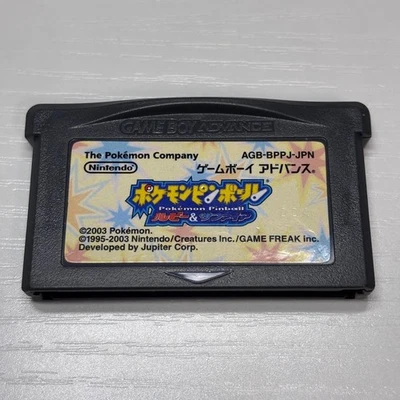 GAME BOY ADVANCE
The Pokémon Company AGB-BPPJ-JPN
Nintendo ゲームボーイ アドバンス®
ポケモンピンボール
Pokémon Pinball
ルビー&サファイア
©2003 Pokémon.
©1995-2003 Nintendo/Creatures Inc./GAME FREAK inc.
Developed by Jupiter Corp.